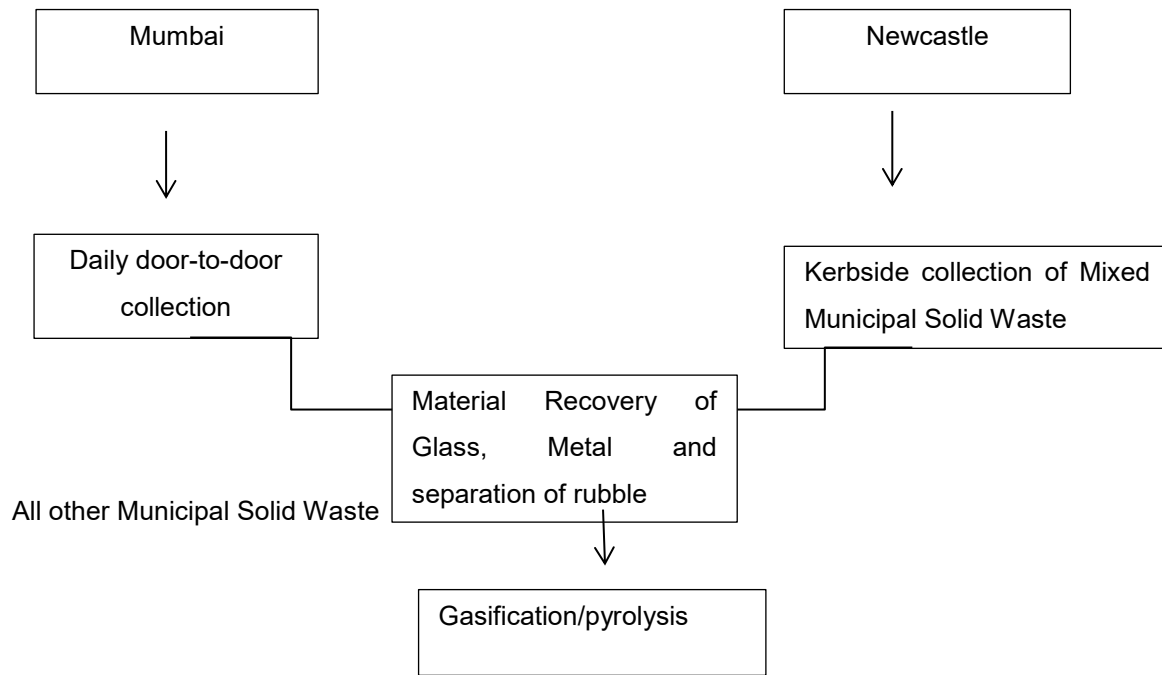 Mumbai
Newcastle
Daily door-to-door
collection
Kerbside collection of Mixed
Municipal Solid Waste
Material Recovery of
Glass, Metal and
separation of rubble
All other Municipal Solid Waste
Gasification/pyrolysis